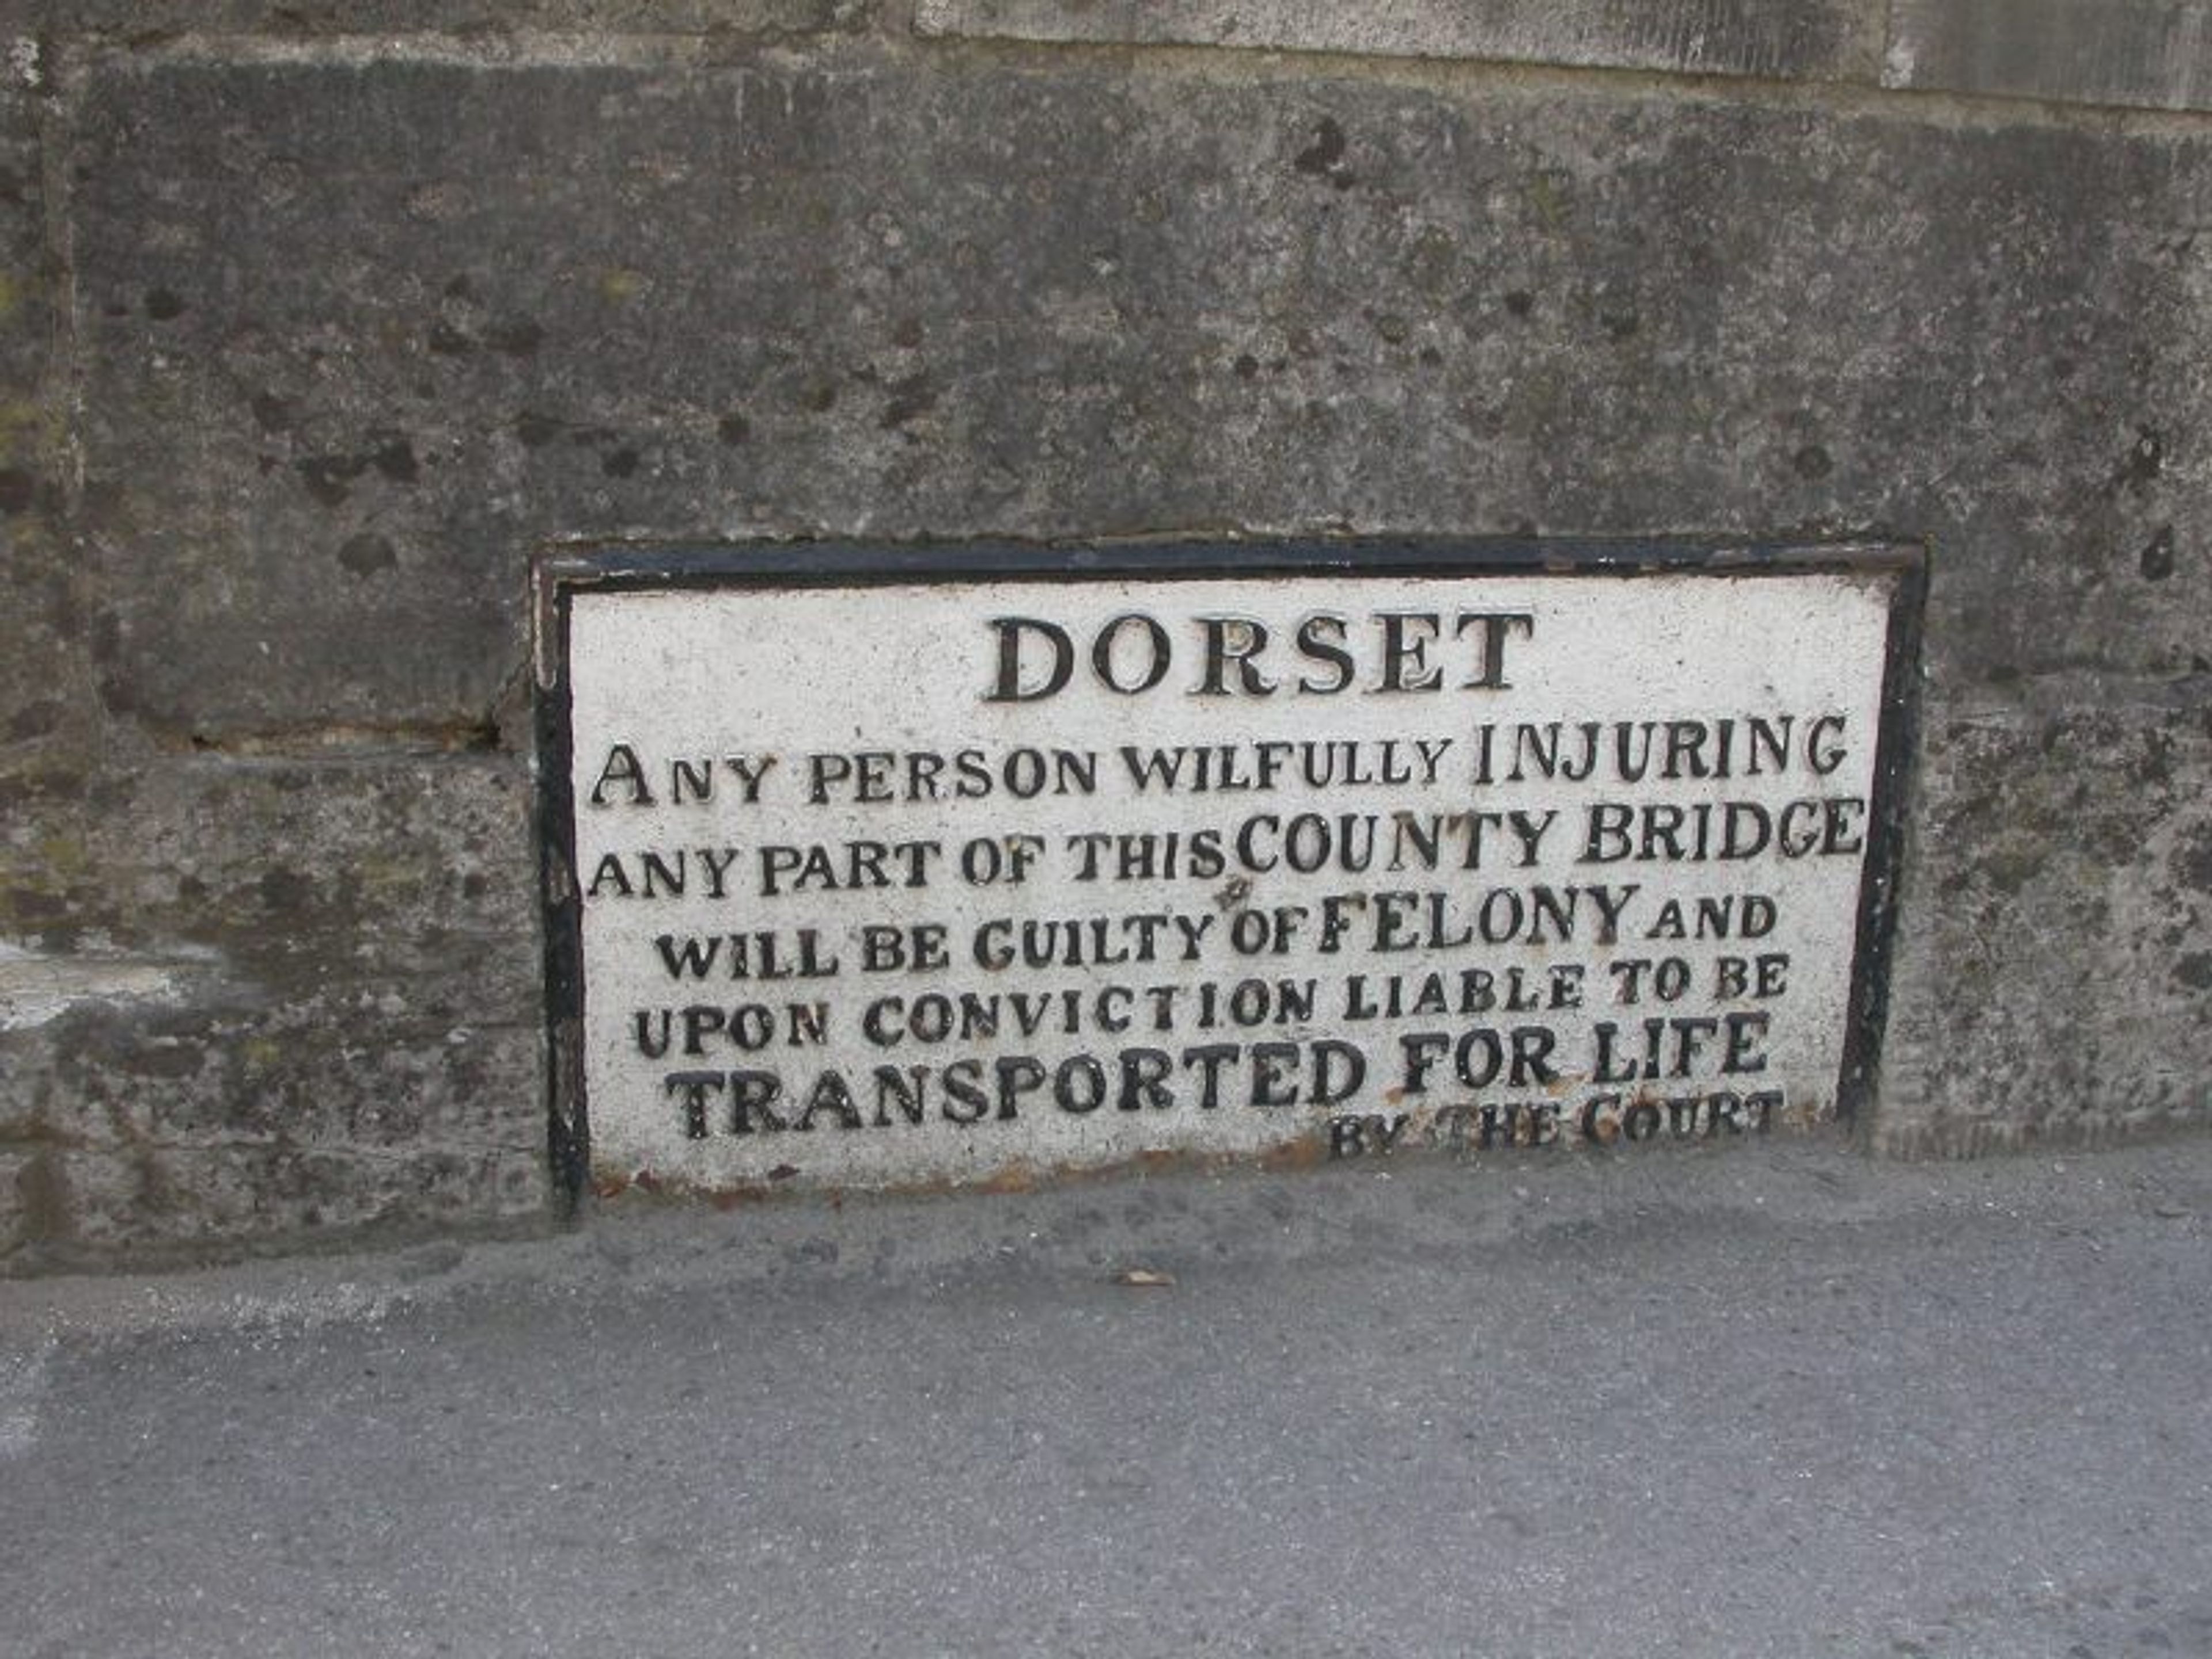 DORSET
ANY PERSON WILFULLY INJURING
ANY PART OF THIS COUNTY BRIDGE
WILL BE GUILTY OF FELONY AND
UPON CONVICTION LIABLE TO BE
TRANSPORTED FOR LIFE
BY THE COURT